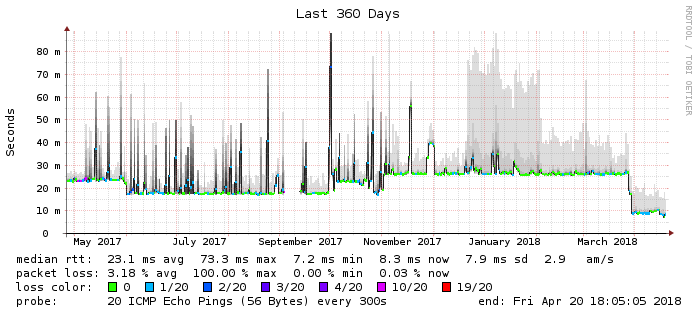 Last 360 Days
RRDTOOL / TOBI OETIKER
Seconds
80 m
70 m
60 m
50 m
40 m
30 m
20 m
10 m
0
May 2017 July 2017 September 2017 November 2017 January 2018 March 2018
median rtt: 23.1 ms avg 73.3 ms max 7.2 ms min 8.3 ms now 7.9 ms sd 2.9 am/s
packet loss: 3.18 % avg 100.00 % max 0.00 % min 0.03 % now
loss color: 0 1/20 2/20 3/20 4/20 10/20 19/20
probe: 20 ICMP Echo Pings (56 Bytes) every 300s end: Fri Apr 20 18:05:05 2018